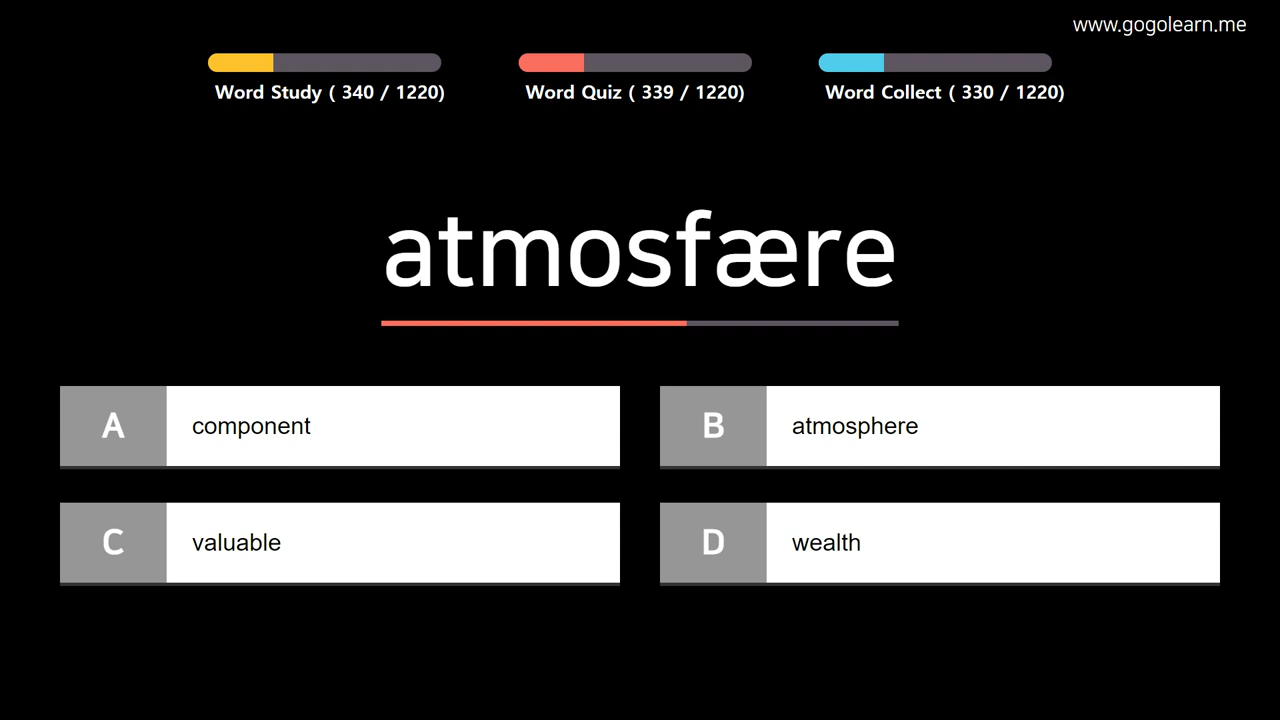 www.gogolearn.me
Word Study ( 340 / 1220)
Word Quiz ( 339 / 1220)
Word Collect ( 330 / 1220)
atmosfære
A component
B atmosphere
C valuable
D wealth